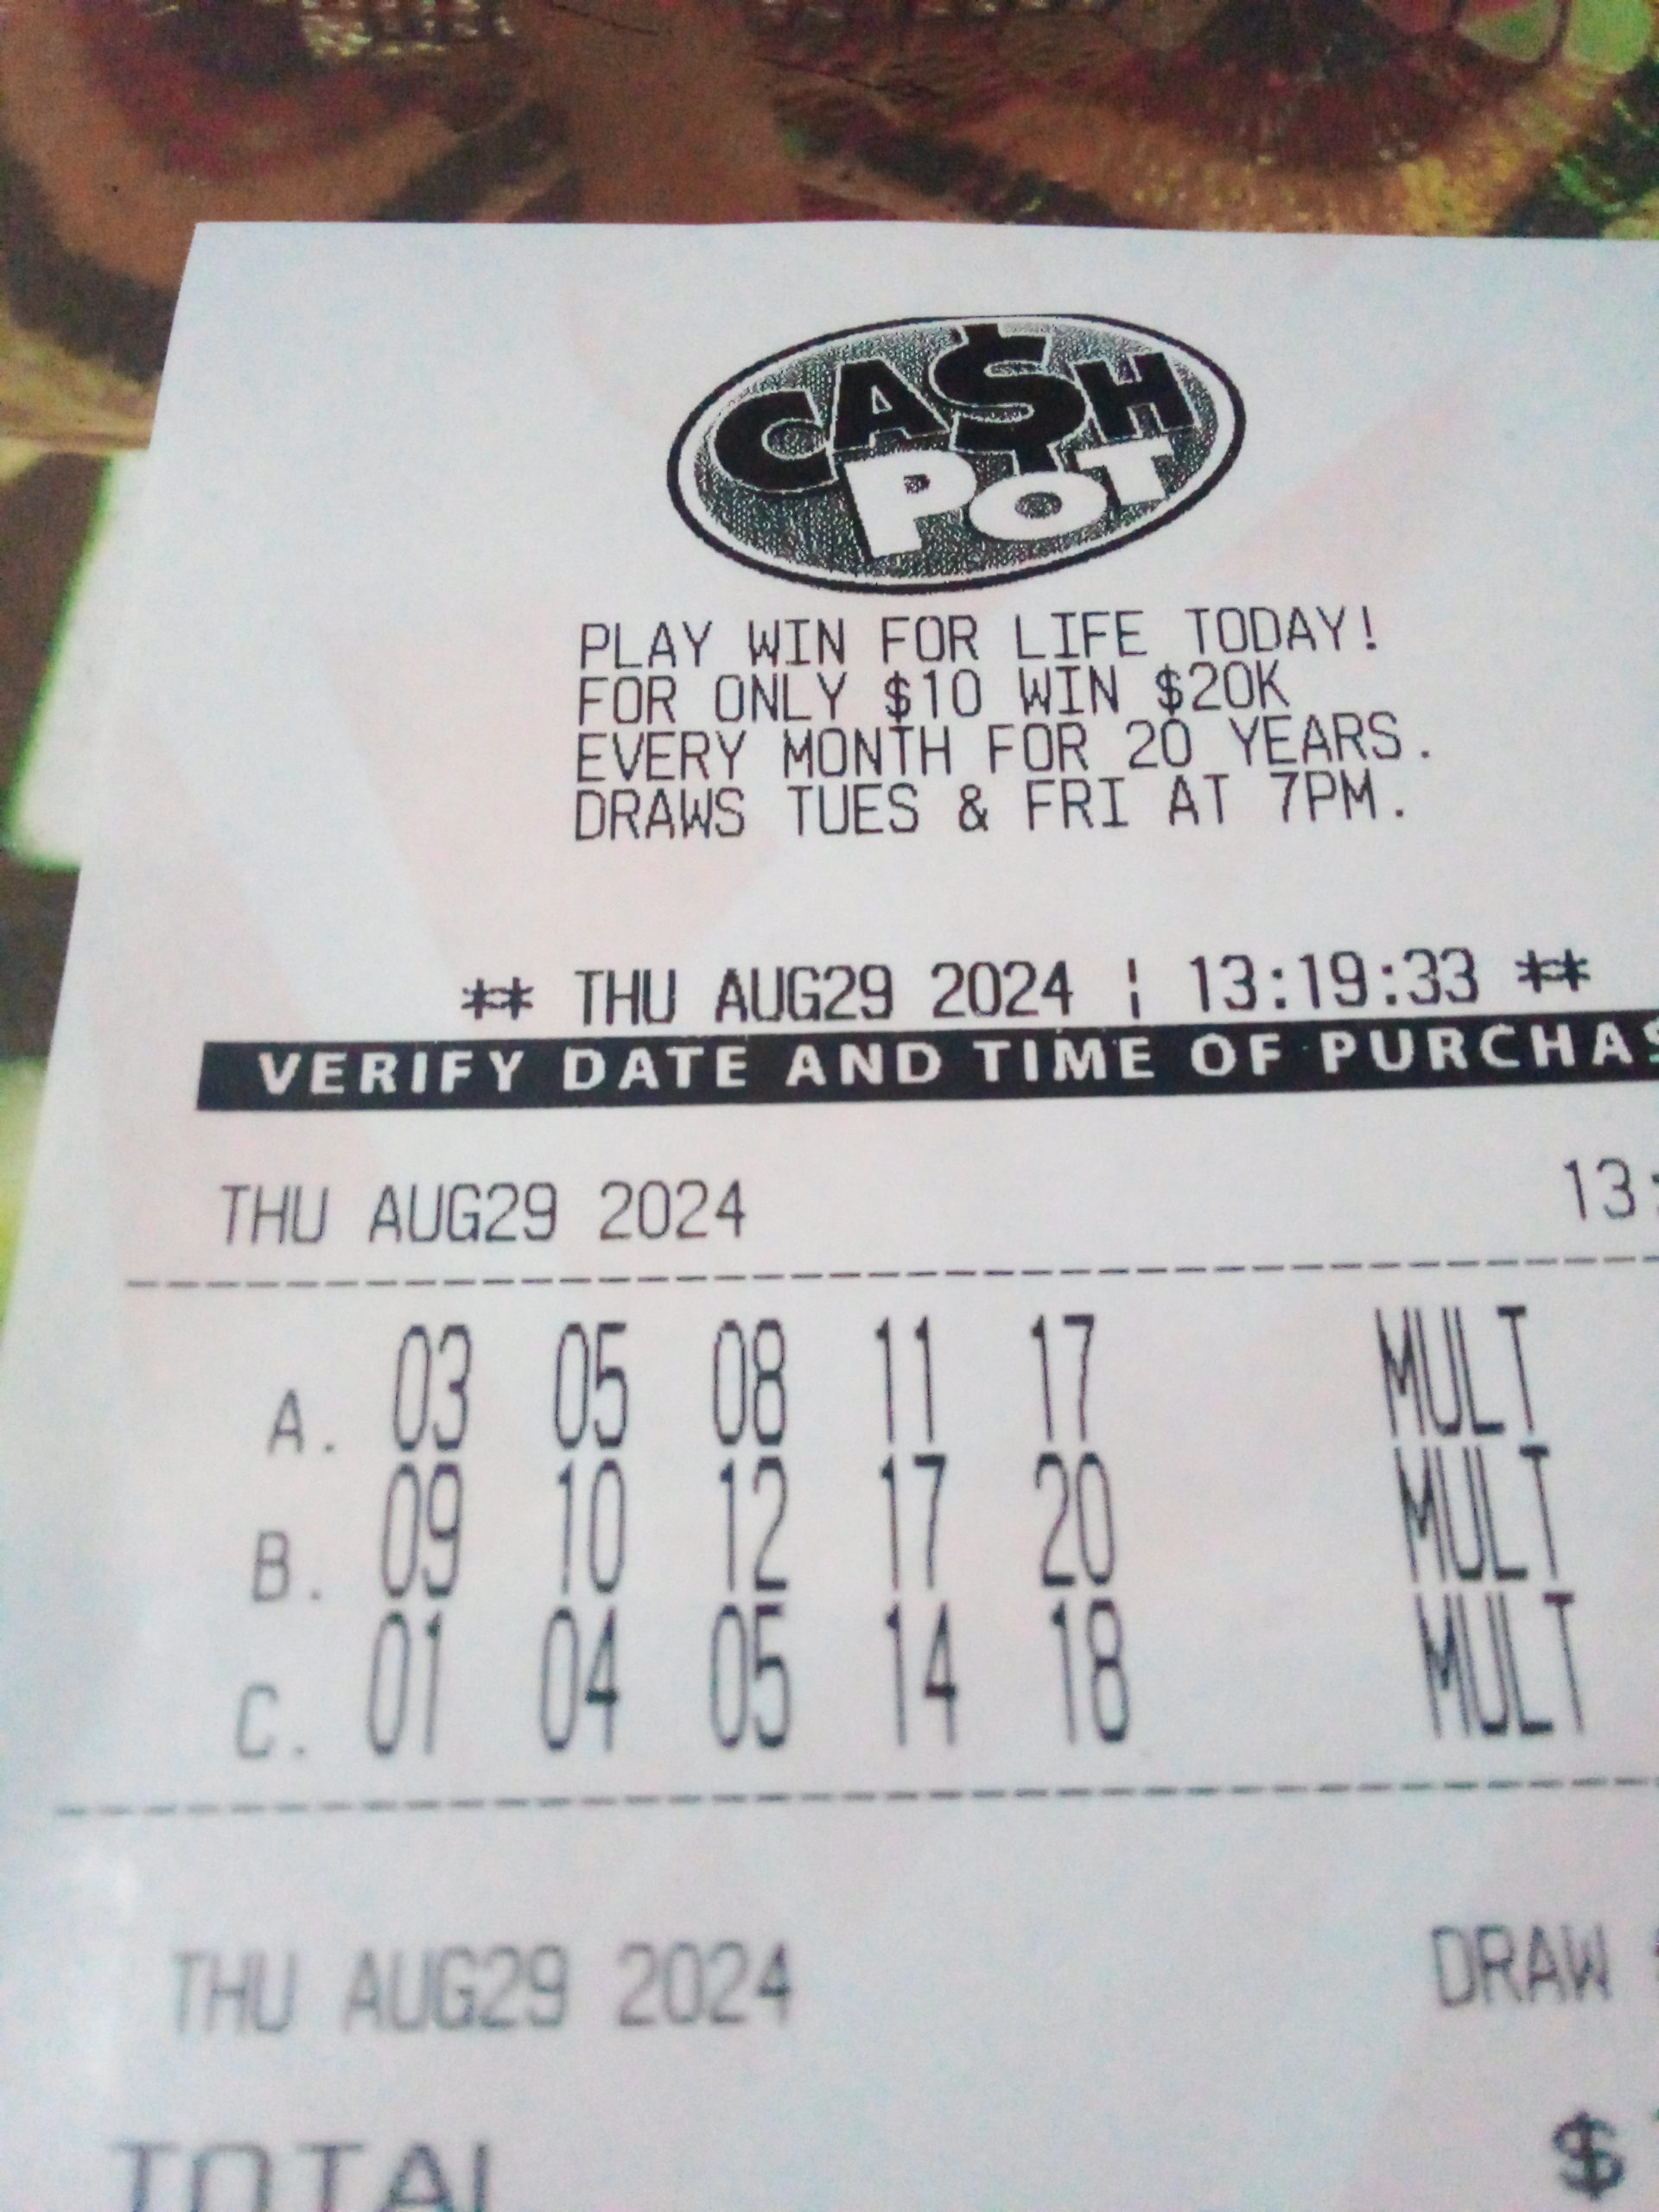 CA$H
POT
PLAY WIN FOR LIFE TODAY!
FOR ONLY $10 WIN $20K
EVERY MONTH FOR 20 YEARS.
DRAWS TUES & FRI AT 7PM.
** THU AUG29 2024 ¦ 13:19:33 **
VERIFY DATE AND TIME OF
THU AUG29 2024 13:
A. 03 05 08 11 17 MULT
B. 09 10 12 17 20 MULT
C. 01 04 05 14 18 MULT
THU AUG29 2024 DRAW
TOTAL $